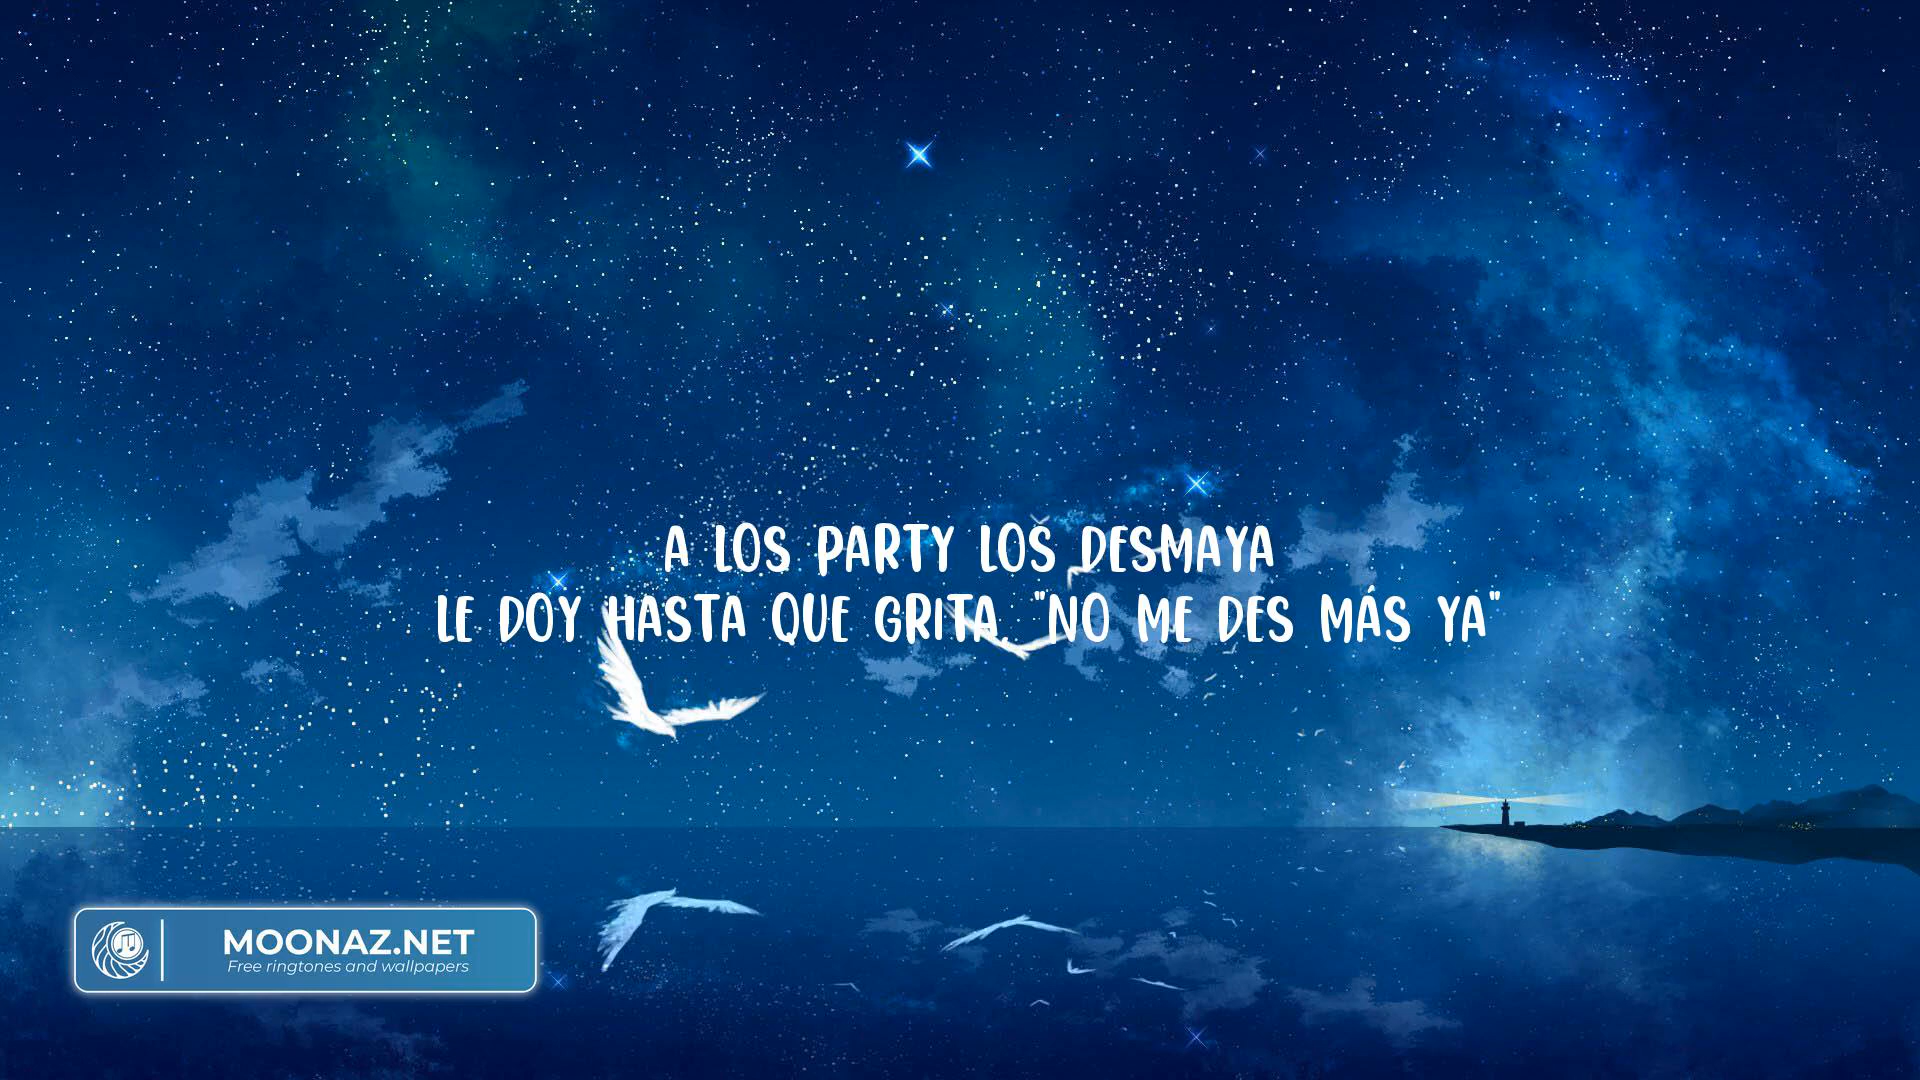 A LOS PARTY LOS DESMAYA
LE DOY HASTA QUE GRITA, "NO ME DES MÁS YA"
MOONAZ.NET
Free ringtones and wallpapers